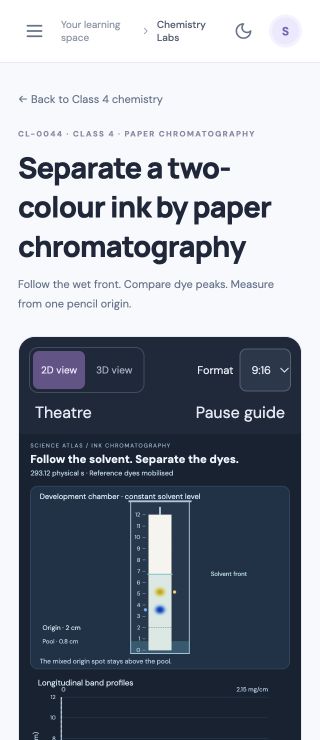 Your learning space
Chemistry Labs
S
← Back to Class 4 chemistry
CL-0044 · CLASS 4 · PAPER CHROMATOGRAPHY
Separate a two-
colour ink by paper
chromatography
Follow the wet front. Compare dye peaks. Measure
from one pencil origin.
2D view
3D view
Format
9:16
Theatre
Pause guide
SCIENCE ATLAS / INK CHROMATOGRAPHY
Follow the solvent. Separate the dyes.
293.12 physical s · Reference dyes mobilised
Development chamber · constant solvent level
12
11
10
9
8
7
6
5
4
3
2
1
0
Solvent front
Origin · 2 cm
Pool · 0.8 cm
The mixed origin spot stays above the pool.
Longitudinal band profiles
0
2.15 mg/cm
12
10
8